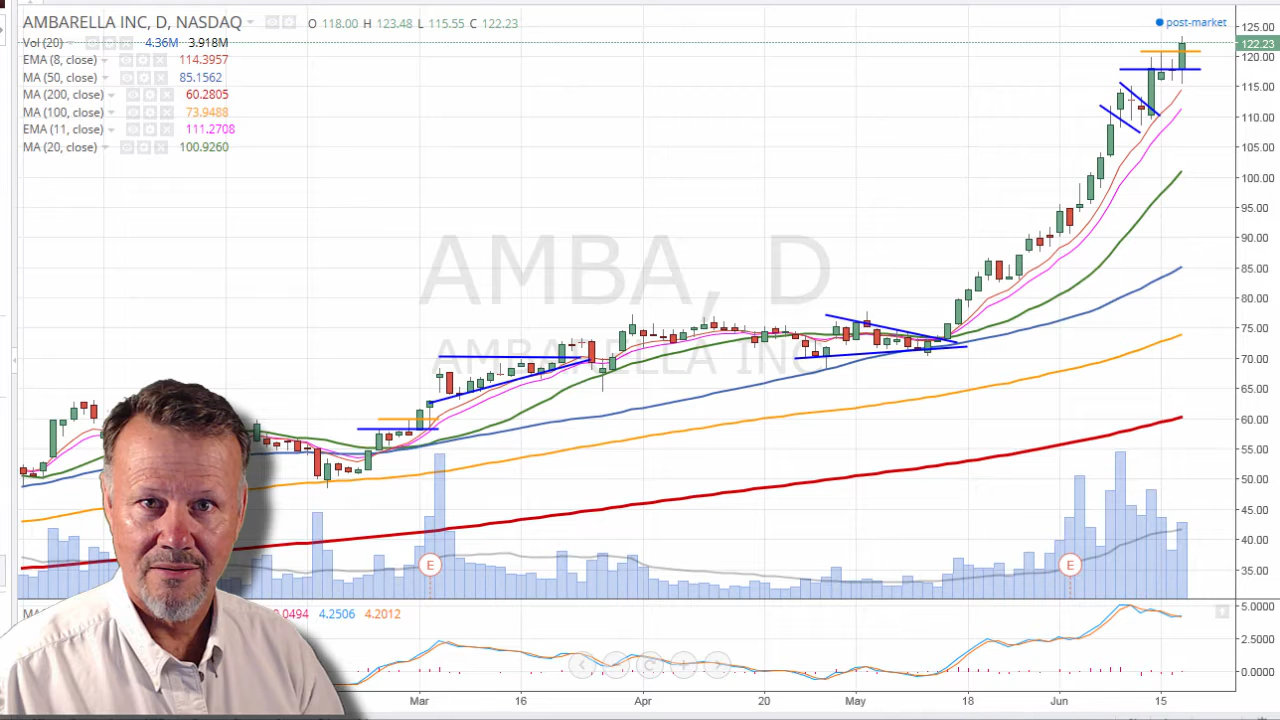 AMBARELLA INC, D, NASDAQ O 118.00 H 123.48 L 115.55 C 122.23
post-market
Vol (20) 4.36M 3.918M
EMA (8, close) 114.3957
MA (50, close) 85.1562
MA (200, close) 60.2805
MA (100, close) 73.9488
EMA (11, close) 111.2708
MA (20, close) 100.9260
AMBA, D
AMBARELLA INC
125.00
122.23
120.00
115.00
110.00
105.00
100.00
95.00
90.00
85.00
80.00
75.00
70.00
65.00
60.00
55.00
50.00
45.00
40.00
35.00
E E
0.0494 4.2506 4.2012
5.0000
2.5000
0.0000
Mar 16 Apr 20 May 18 Jun 15